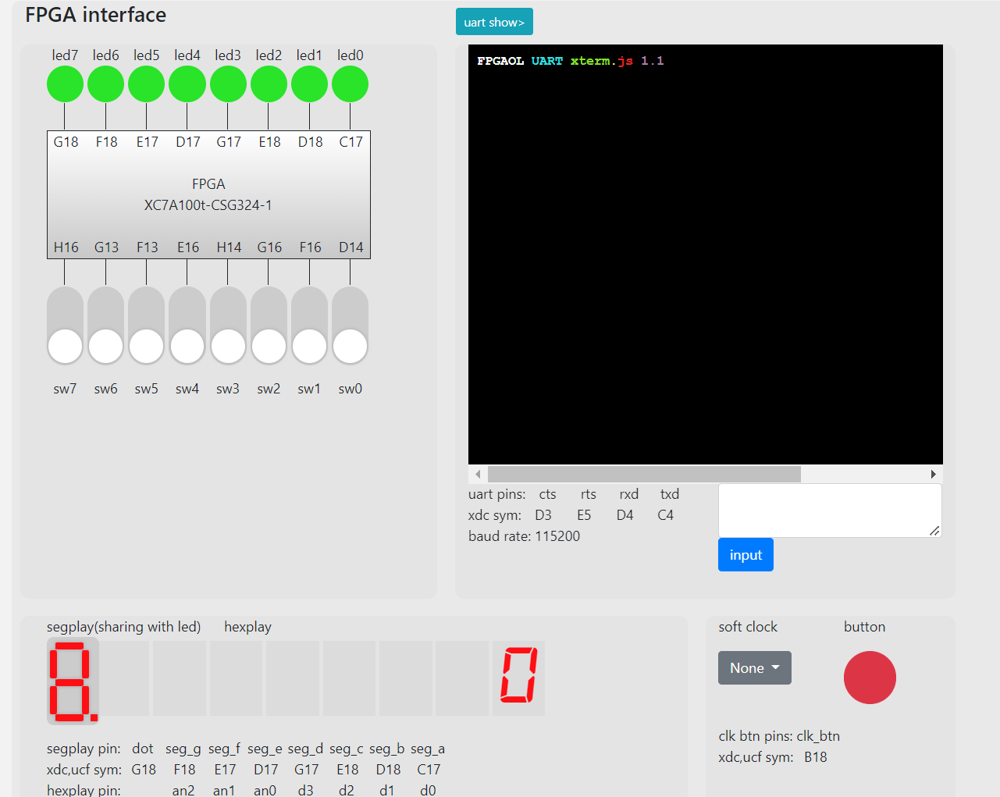 FPGA interface
uart show>
led7 led6 led5 led4 led3 led2 led1 led0
G18 F18 E17 D17 G17 E18 D18 C17
FPGA
XC7A100t-CSG324-1
H16 G13 F13 E16 H14 G16 F16 D14
sw7 sw6 sw5 sw4 sw3 sw2 sw1 sw0
FPGAOL UART xterm.js 1.1
uart pins: cts rts rxd txd
xdc sym: D3 E5 D4 C4
baud rate: 115200
input
segplay(sharing with led) hexplay
8. 0
segplay pin: dot seg_g seg_f seg_e seg_d seg_c seg_b seg_a
xdc,ucf sym: G18 F18 E17 D17 G17 E18 D18 C17
hexplay pin: an2 an1 an0 d3 d2 d1 d0
soft clock button
None
clk btn pins: clk_btn
xdc,ucf sym: B18